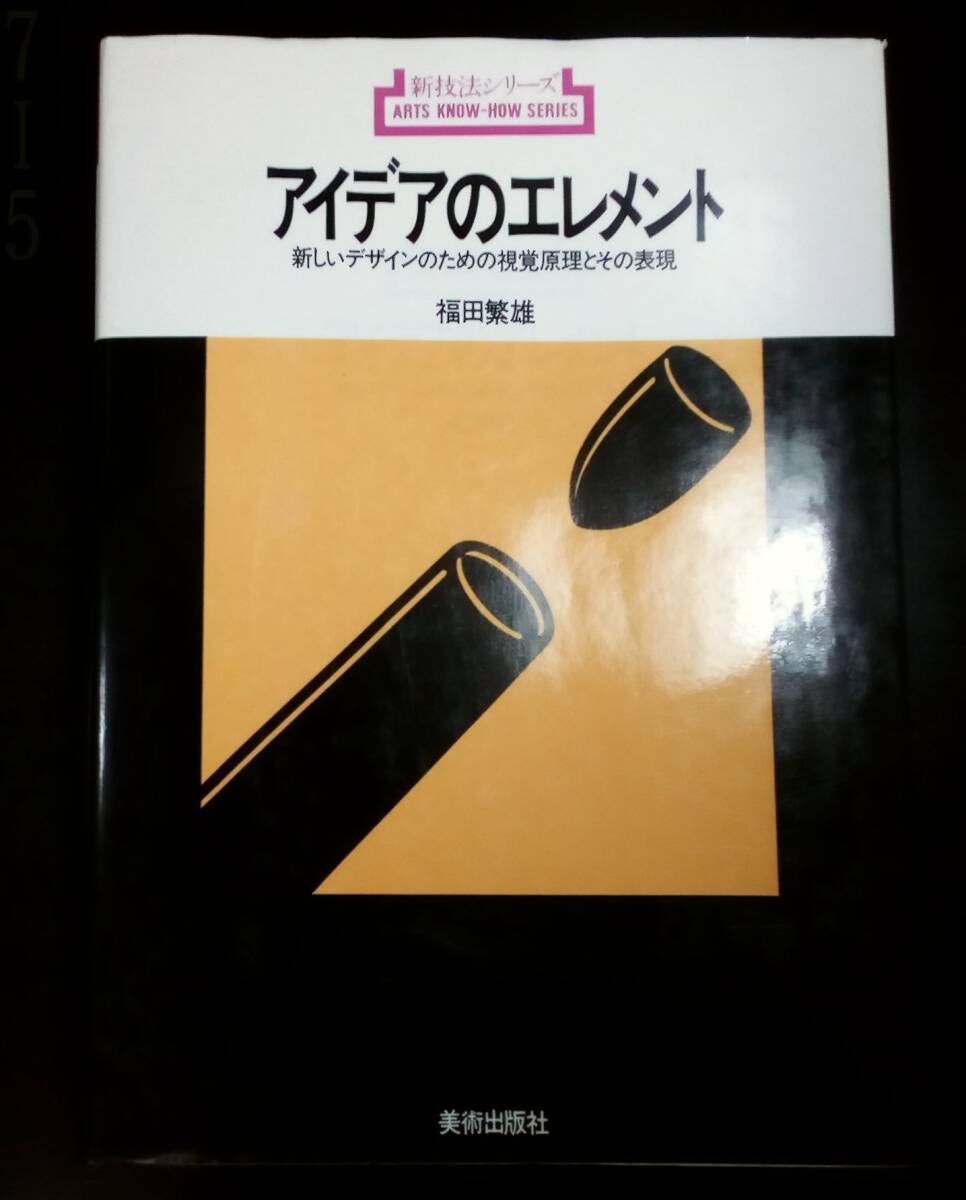 7I5
新技法シリーズ
ARTS KNOW-HOW SERIES
アイデアのエレメント
新しいデザインのための視覚原理とその表現
福田繁雄
美術出版社